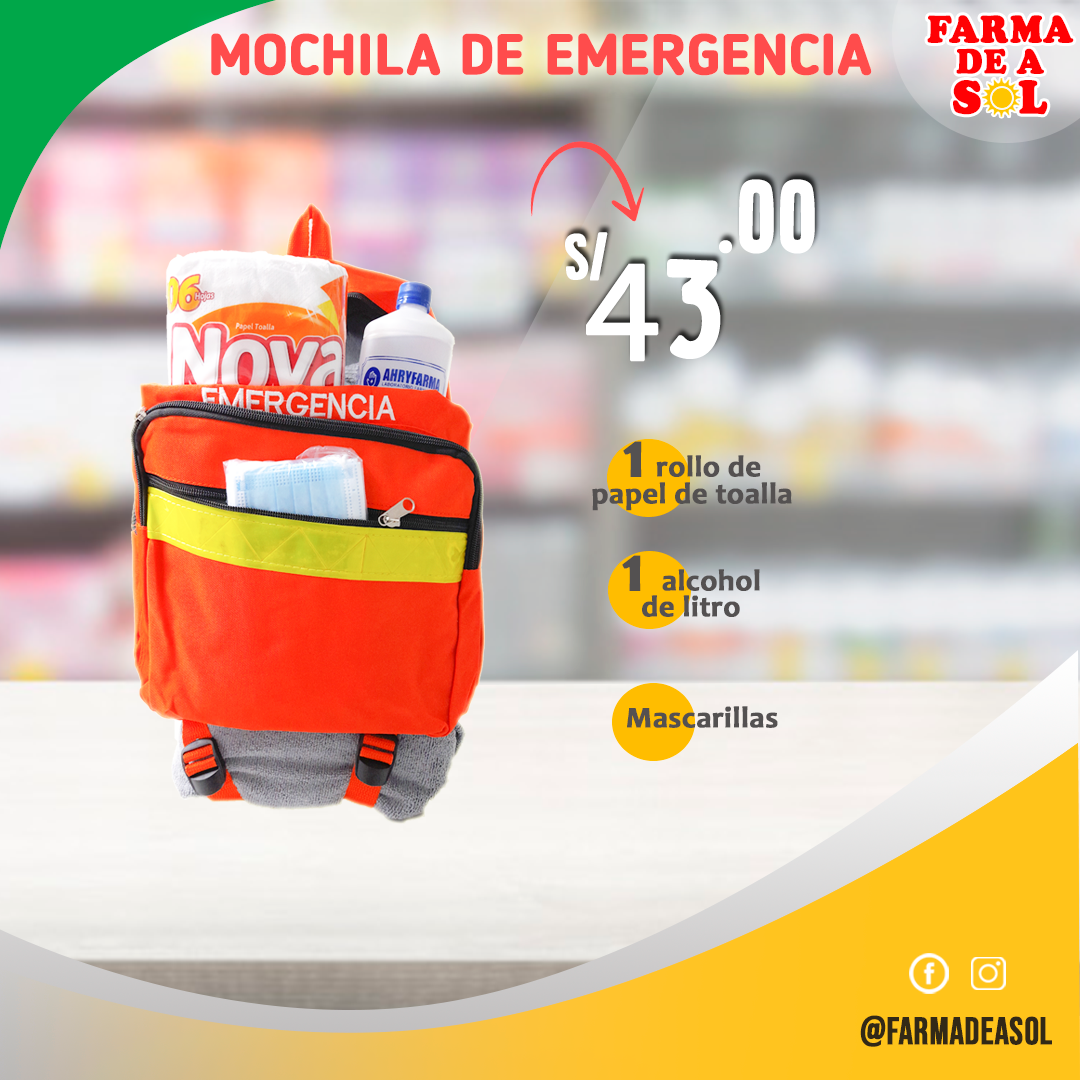 MOCHILA DE EMERGENCIA
FARMA
DE A
SOL
S/43.00
06
Hojas
Papel Toalla
Nova
AHRYFARMA
EMERGENCIA
1 rollo de
papel de toalla
1 alcohol
de litro
Mascarillas
@FARMADEASOL